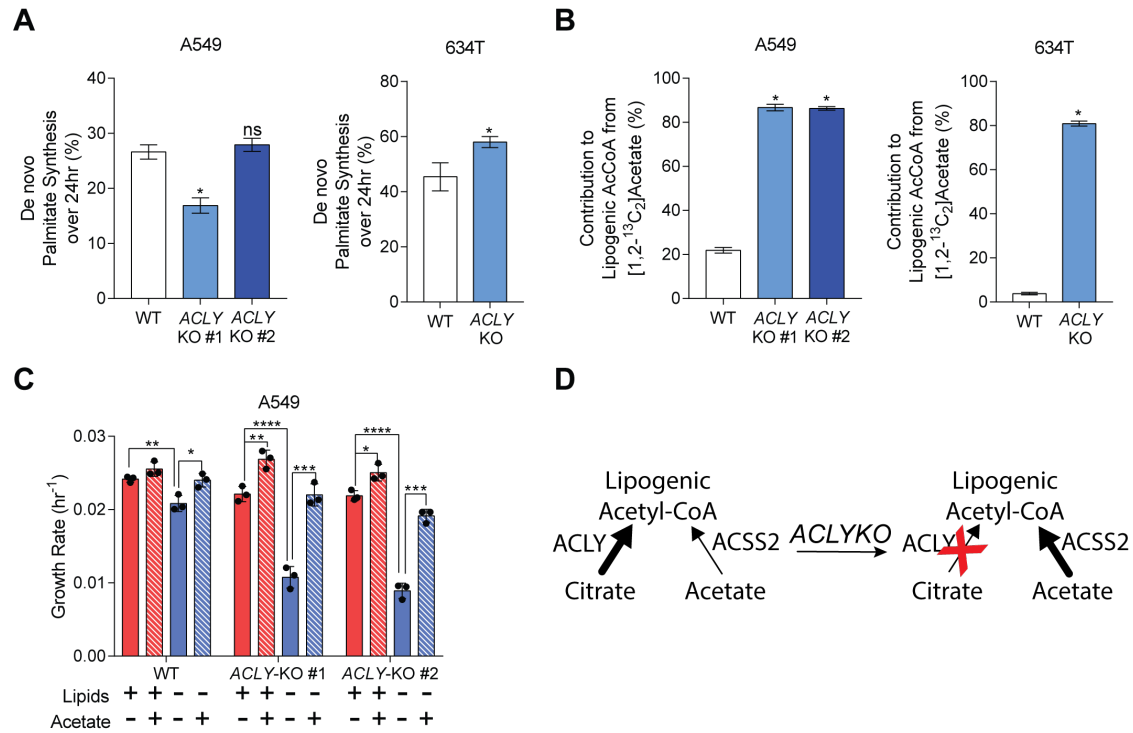 A
B
A549
634T
A549
634T
De novo
Palmitate Synthesis
over 24hr (%)
40
30
20
10
0
WT
ACLY
KO #1
ACLY
KO #2
*
ns
De novo
Palmitate Synthesis
over 24hr (%)
80
60
40
20
0
WT
ACLY
KO
*
Contribution to
Lipogenic AcCoA from
[1,2-¹³C₂]Acetate (%)
100
80
60
40
20
0
WT
ACLY
KO #1
ACLY
KO #2
*
*
Contribution to
Lipogenic AcCoA from
[1,2-¹³C₂]Acetate (%)
100
80
60
40
20
0
WT
ACLY
KO
*
C
A549
Growth Rate (hr⁻¹)
0.03
0.02
0.01
0.00
**
*
****
**
***
****
*
***
WT
ACLY-KO #1
ACLY-KO #2
Lipids + + - - + + - - + + - -
Acetate - + - + - + - + - + - +
D
Lipogenic
Acetyl-CoA
ACLY
ACSS2
Citrate
Acetate
ACLYKO
Lipogenic
Acetyl-CoA
ACLY
ACSS2
Citrate
Acetate